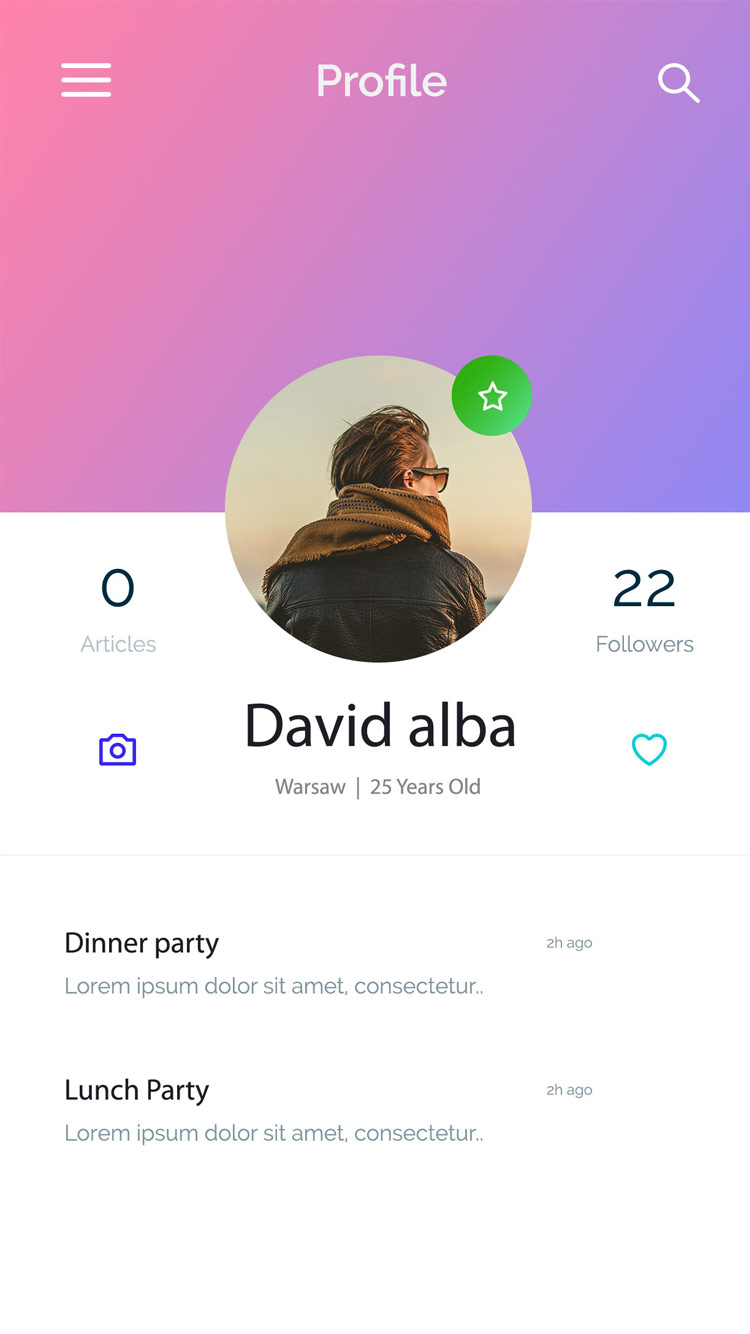 Profile
0
22
Articles
Followers
David alba
Warsaw | 25 Years Old
Dinner party
2h ago
Lorem ipsum dolor sit amet, consectetur..
Lunch Party
2h ago
Lorem ipsum dolor sit amet, consectetur..